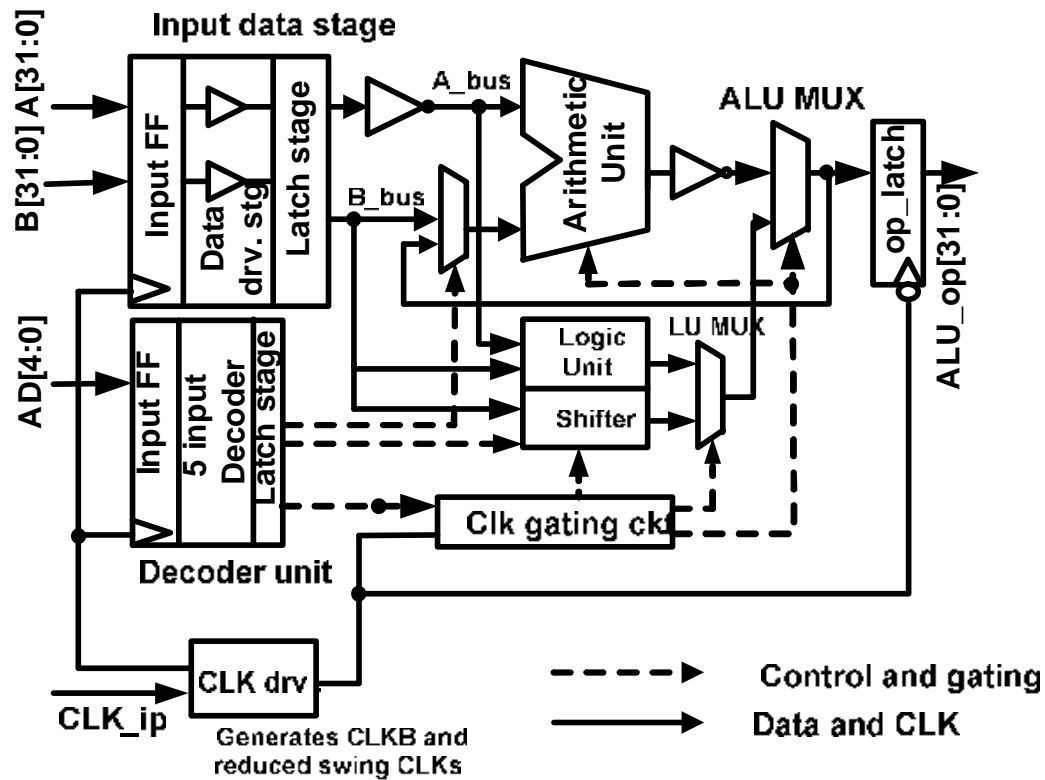 Input data stage
A[31:0]
B[31:0]
Input FF
Data
drv. stg
Latch stage
A_bus
B_bus
Arithmetic
Unit
ALU MUX
op_latch
ALU_op[31:0]
AD[4:0]
Input FF
5 input
Decoder
Latch stage
Logic
Unit
Shifter
LU MUX
Clk gating ckt
Decoder unit
CLK drv
CLK_ip
Generates CLKB and
reduced swing CLKs
Control and gating
Data and CLK